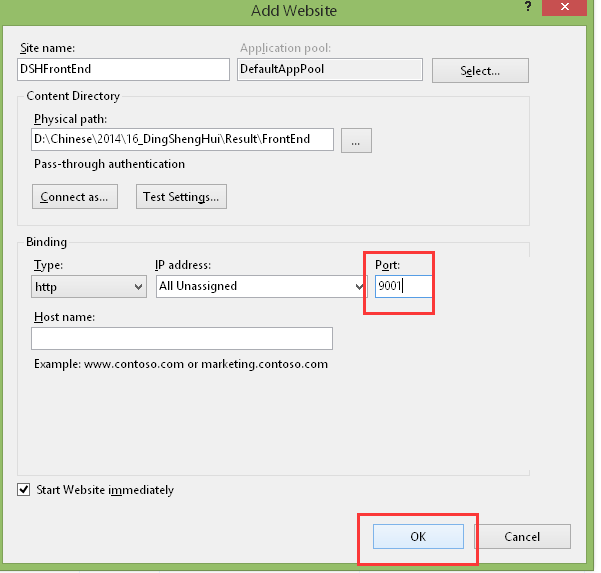 Add Website
?
Site name:
Application pool:
DSHFrontEnd
DefaultAppPool
Select...
Content Directory
Physical path:
D:\Chinese\2014\16_DingShengHui\Result\FrontEnd
...
Pass-through authentication
Connect as...
Test Settings...
Binding
Type:
IP address:
Port:
http
All Unassigned
9001
Host name:
Example: www.contoso.com or marketing.contoso.com
Start Website immediately
OK
Cancel